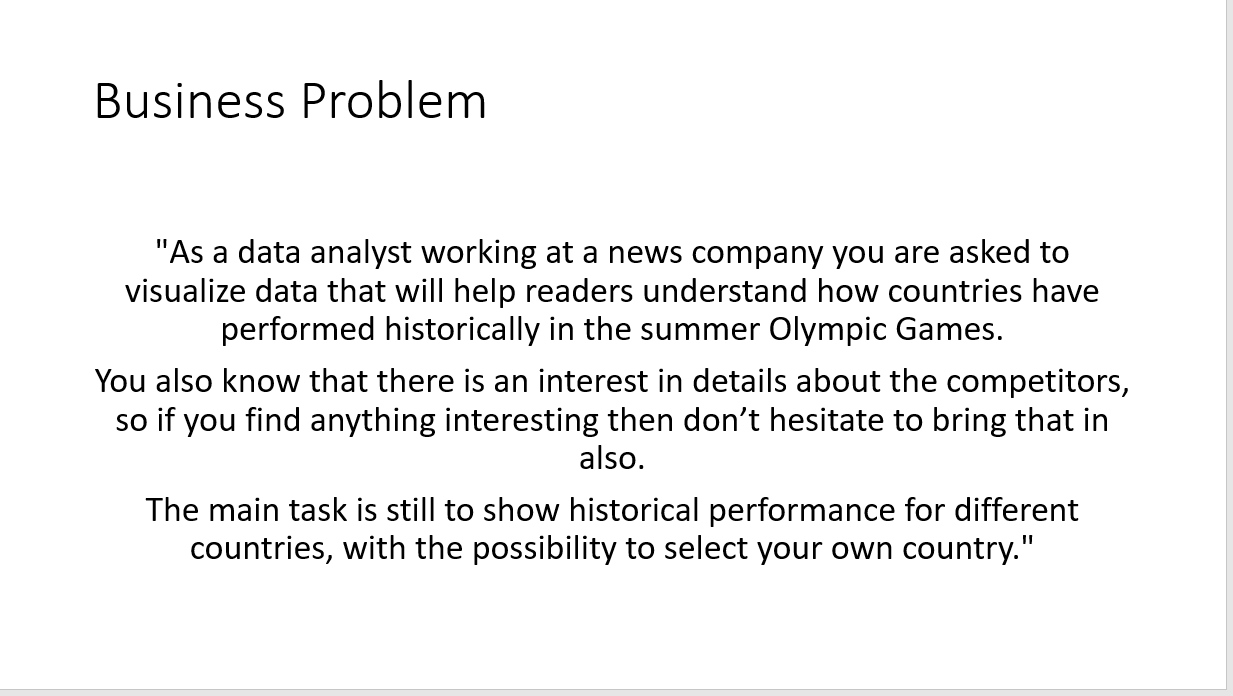 Business Problem
"As a data analyst working at a news company you are asked to
visualize data that will help readers understand how countries have
performed historically in the summer Olympic Games.
You also know that there is an interest in details about the competitors,
so if you find anything interesting then don’t hesitate to bring that in
also.
The main task is still to show historical performance for different
countries, with the possibility to select your own country."